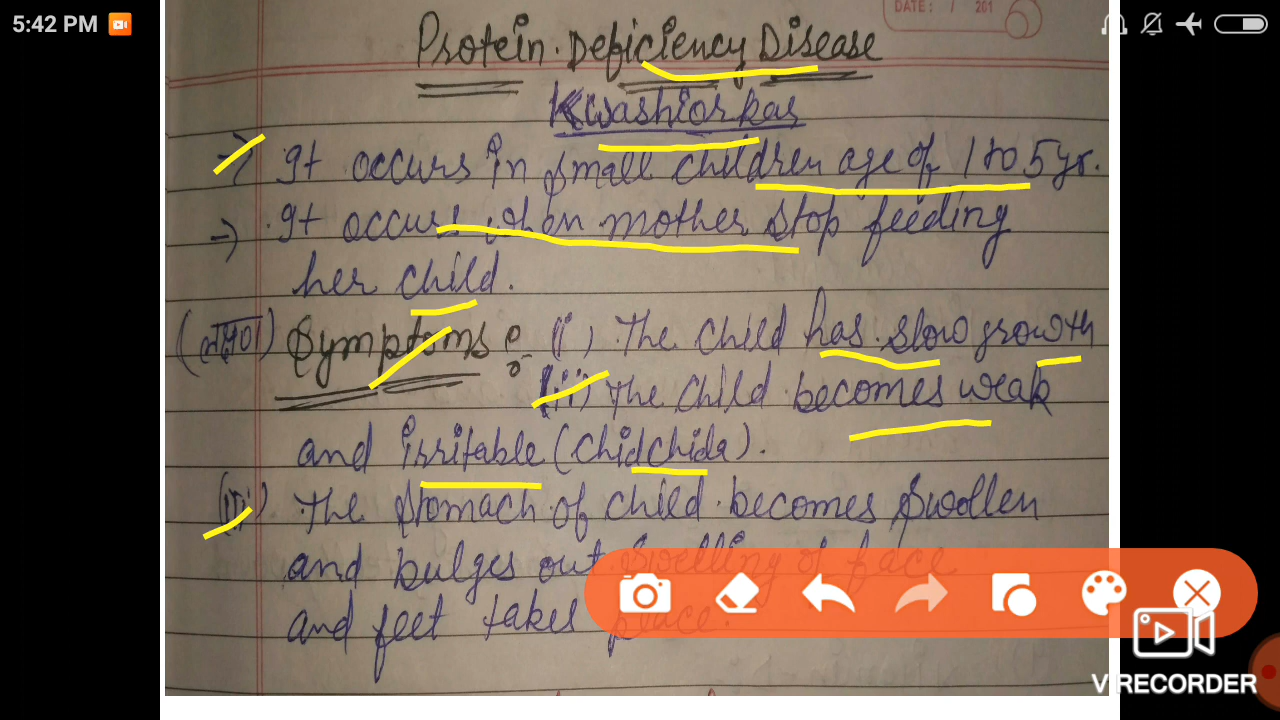 5:42 PM
DATE: / 201
Protein Deficiency Disease
Kwashiorkar
→ It occurs in small children age of 1 to 5 yr.
→ It occurs when mother stop feeding
her child.
(लक्षण) Symptoms :- (i) The child has slow growth
(ii) The child becomes weak
and irritable (chidchida).
(iii) The stomach of child becomes swollen
and bulges out swelling of face
and feet takes place.
V RECORDER